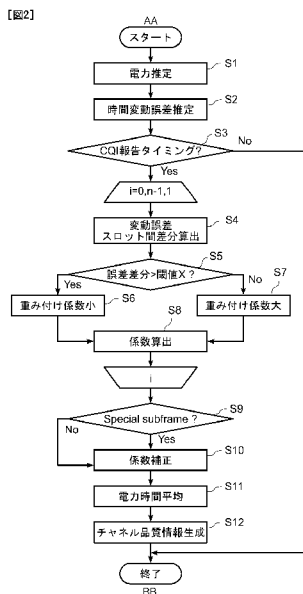 [図2]
AA
スタート
S1
電力推定
S2
時間変動誤差推定
S3
CQI報告タイミング?
No
Yes
i=0,n-1,1
S4
変動誤差
スロット間差分算出
S5
誤差差分>閾値X ?
Yes
No
S6
重み付け係数小
S7
重み付け係数大
S8
係数算出
i
S9
Special subframe ?
No
Yes
S10
係数補正
S11
電力時間平均
S12
チャネル品質情報生成
終了
BB